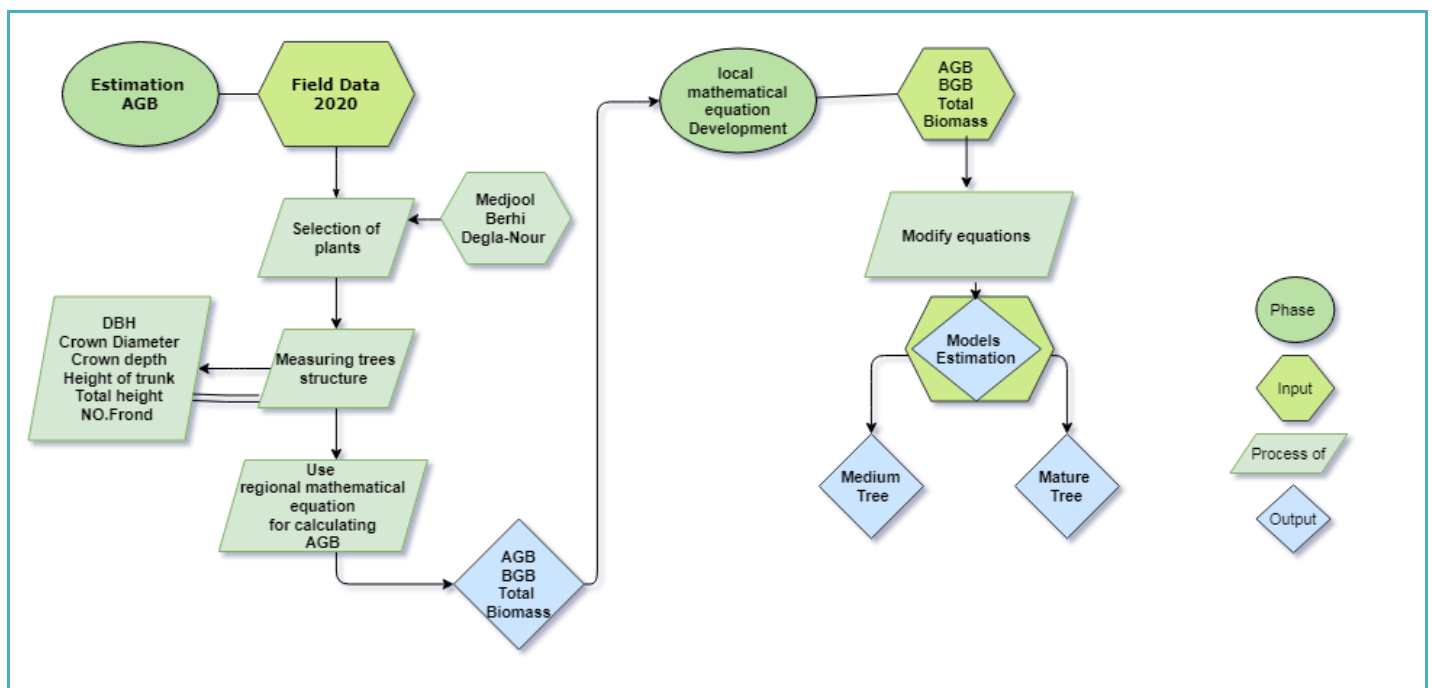 Estimation
AGB
Field Data
2020
Selection of
plants
Medjool
Berhi
Degla-Nour
Measuring trees
structure
DBH
Crown Diameter
Crown depth
Height of trunk
Total height
NO.Frond
Use
regional mathematical
equation
for calculating
AGB
AGB
BGB
Total
Biomass
local
mathematical
equation
Development
AGB
BGB
Total
Biomass
Modify equations
Models
Estimation
Medium
Tree
Mature
Tree
Phase
Input
Process of
Output